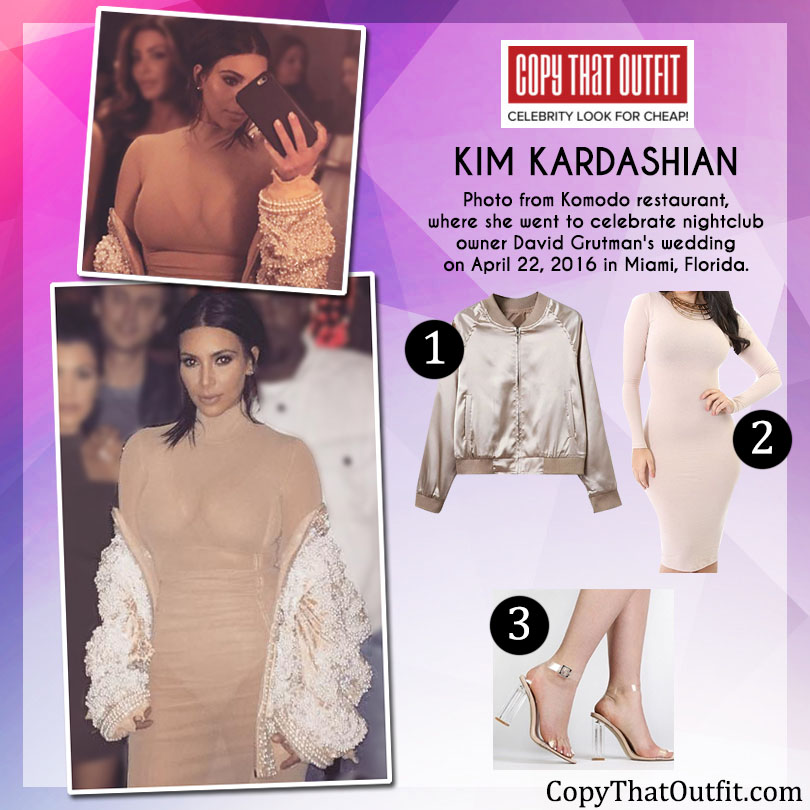 COPY THAT OUTFIT
CELEBRITY LOOK FOR CHEAP!
KIM KARDASHIAN
Photo from Komodo restaurant,
where she went to celebrate nightclub
owner David Grutman's wedding
on April 22, 2016 in Miami, Florida.
1
2
3
CopyThatOutfit.com